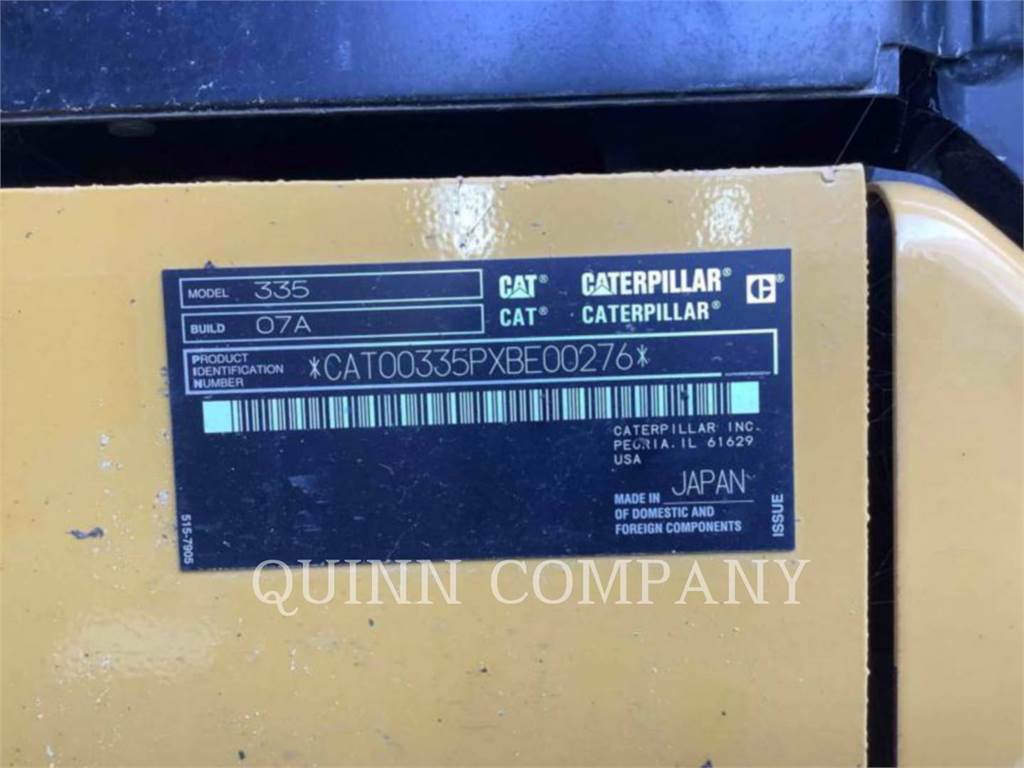 MODEL 335
BUILD 07A
CAT® CATERPILLAR® C®
CAT® CATERPILLAR®
PRODUCT
IDENTIFICATION
NUMBER
*CAT00335PXBE00276*
CATERPILLAR INC.
PEORIA, IL 61629
USA
MADE IN JAPAN
OF DOMESTIC AND
FOREIGN COMPONENTS
ISSUE
515-7905
QUINN COMPANY